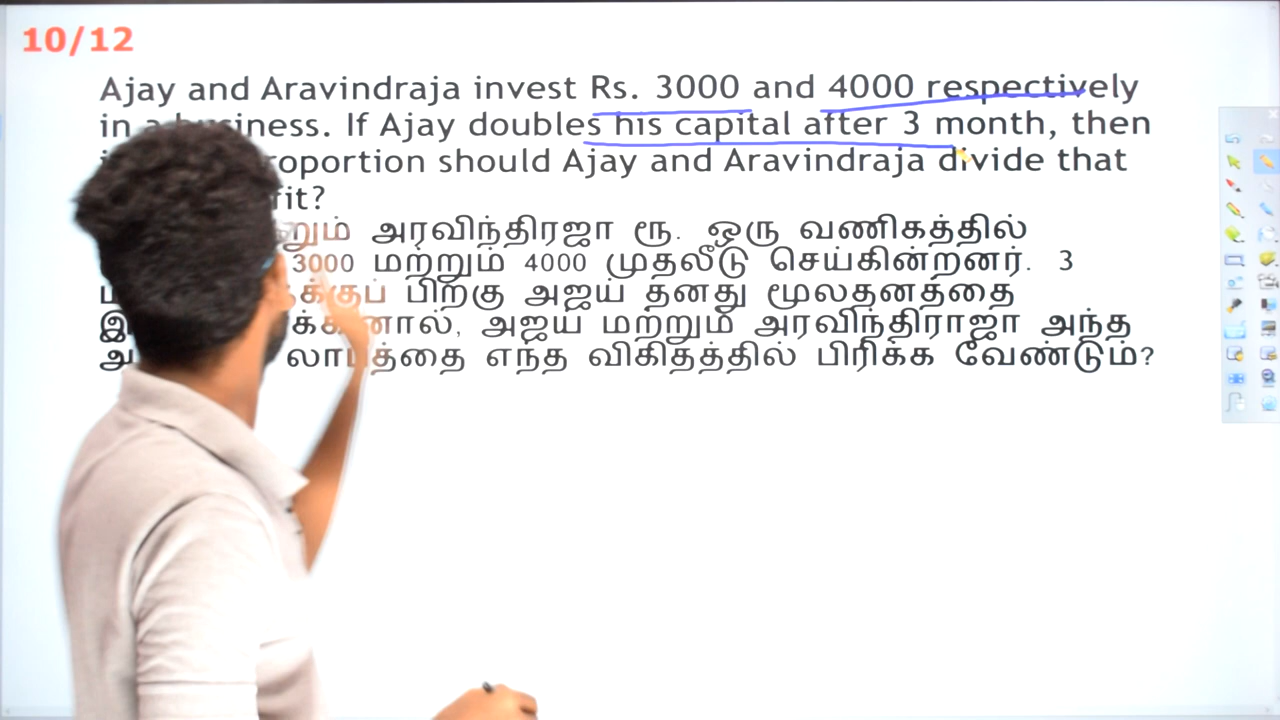 10/12
Ajay and Aravindraja invest Rs. 3000 and 4000 respectively
in a business. If Ajay doubles his capital after 3 month, then
should Ajay and Aravindraja divide that
அரவிந்திரஜா ரூ. ஒரு வணிகத்தில்
3000 மற்றும் 4000 முதலீடு செய்கின்றனர். 3
பிறகு அஜய் தனது மூலதனத்தை
அஜய் மற்றும் அரவிந்திராஜா அந்த
லாபத்தை எந்த விகிதத்தில் பிரிக்க வேண்டும்?